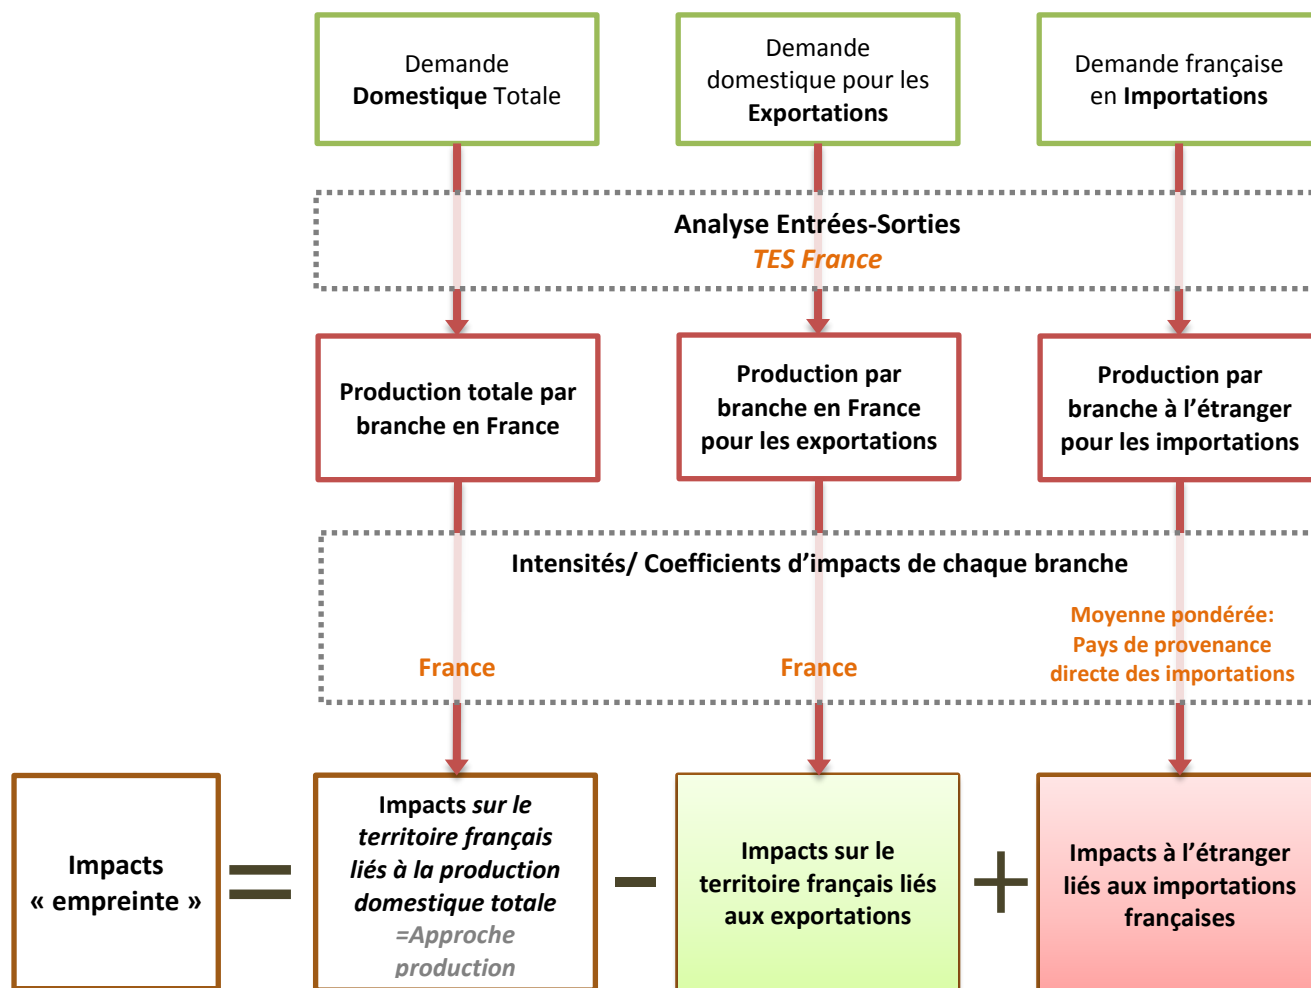 Demande
Domestique Totale
Demande
domestique pour les
Exportations
Demande française
en Importations
Analyse Entrées-Sorties
TES France
Production totale par
branche en France
Production par
branche en France
pour les exportations
Production par
branche à l’étranger
pour les importations
Intensités/ Coefficients d’impacts de chaque branche
France
France
Moyenne pondérée:
Pays de provenance
directe des importations
Impacts
« empreinte »
=
Impacts sur le
territoire français
liés à la production
domestique totale
=Approche
production
-
Impacts sur le
territoire français liés
aux exportations
+
Impacts à l’étranger
liés aux importations
françaises